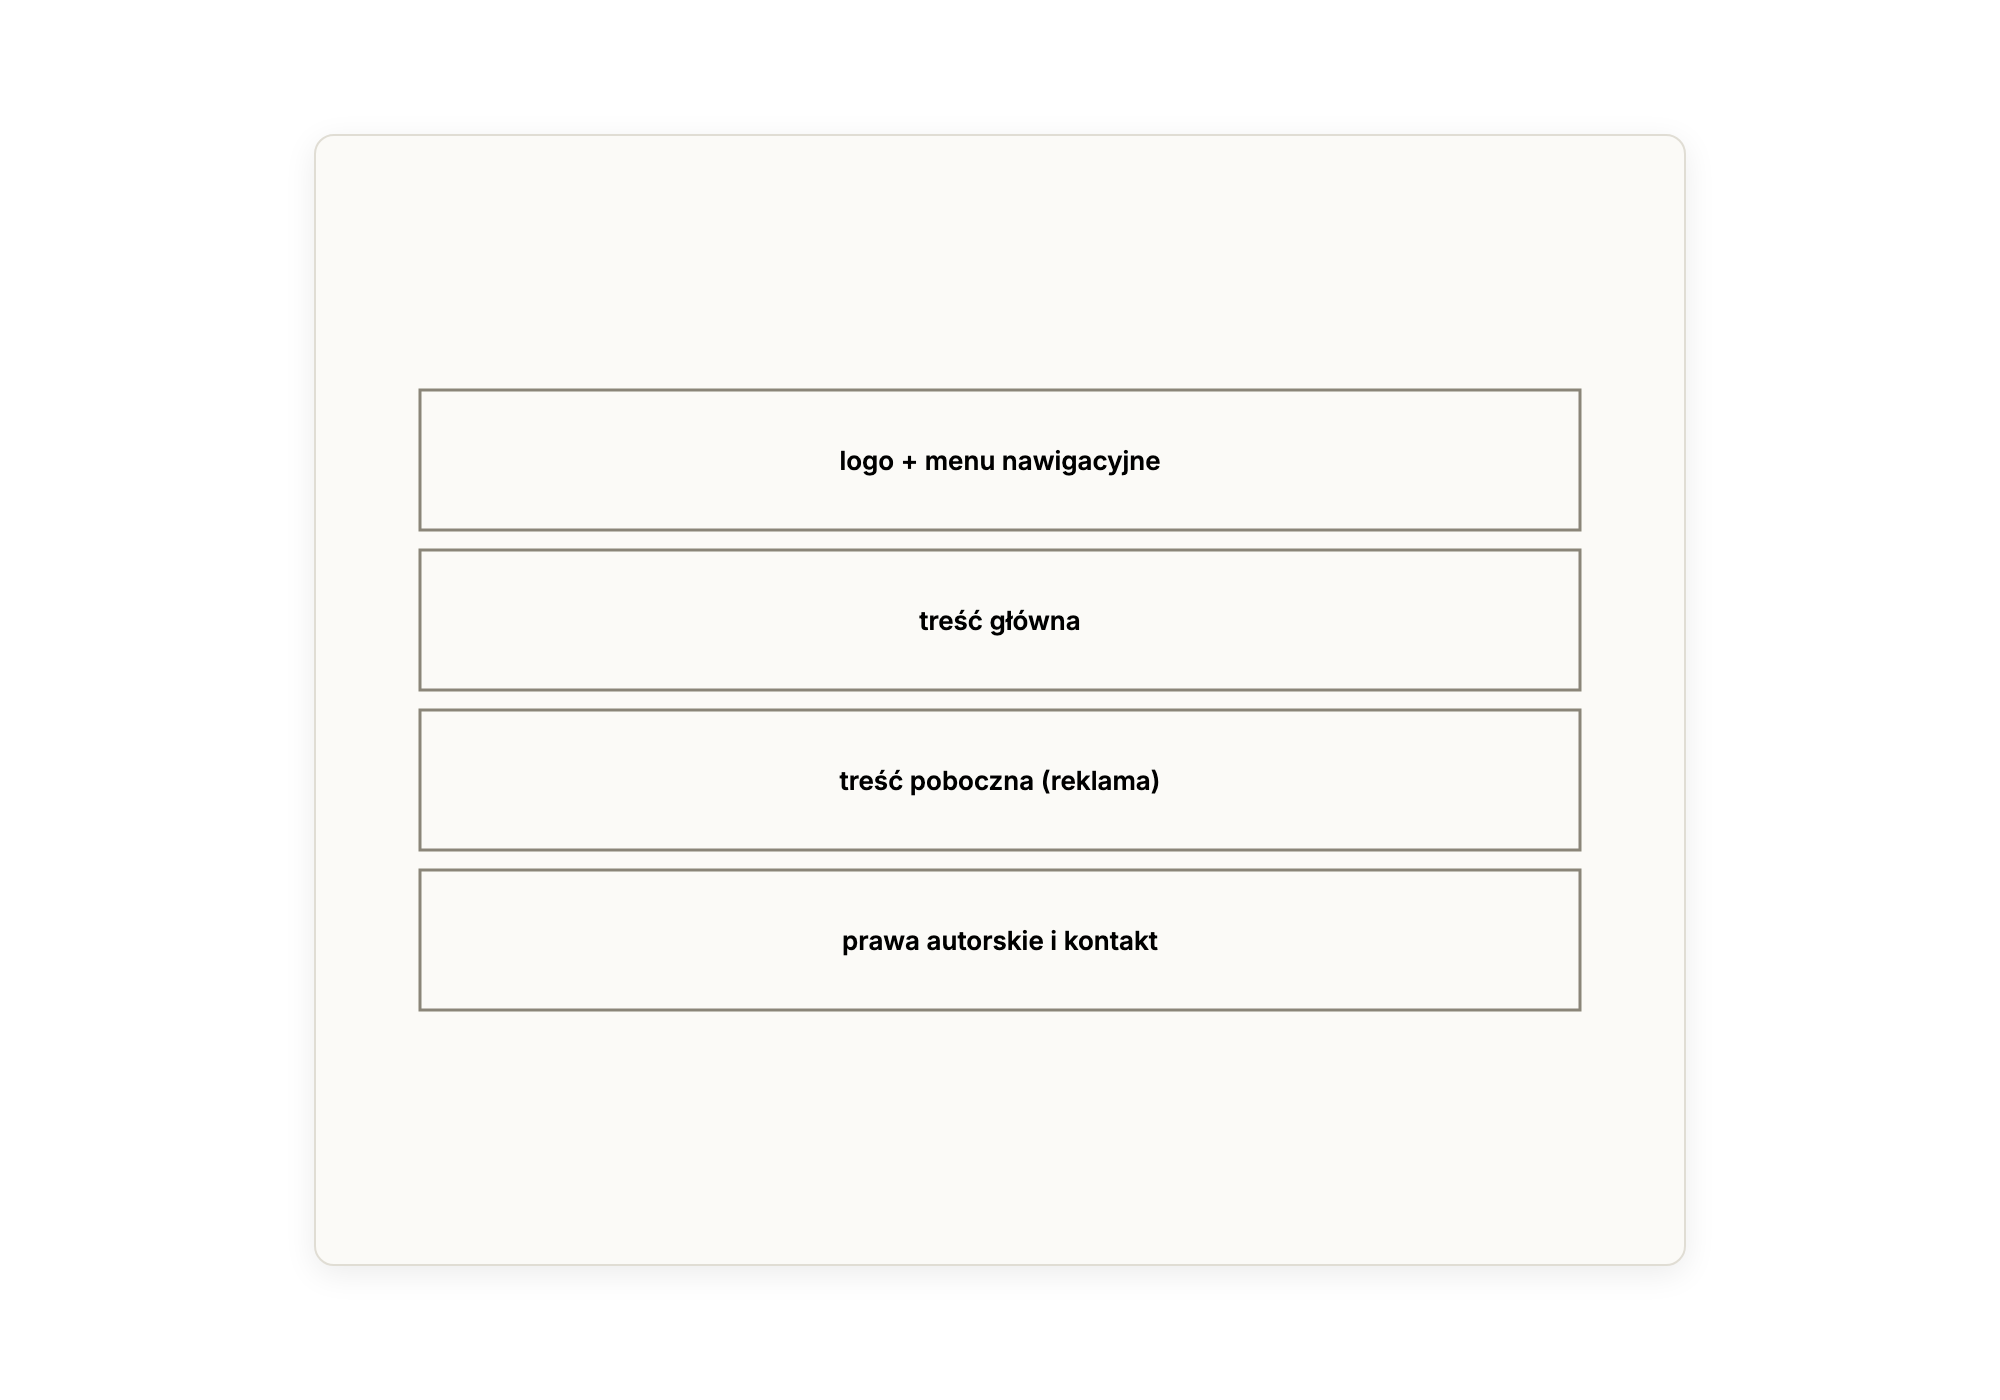 logo + menu nawigacyjne
treść główna
treść poboczna (reklama)
prawa autorskie i kontakt